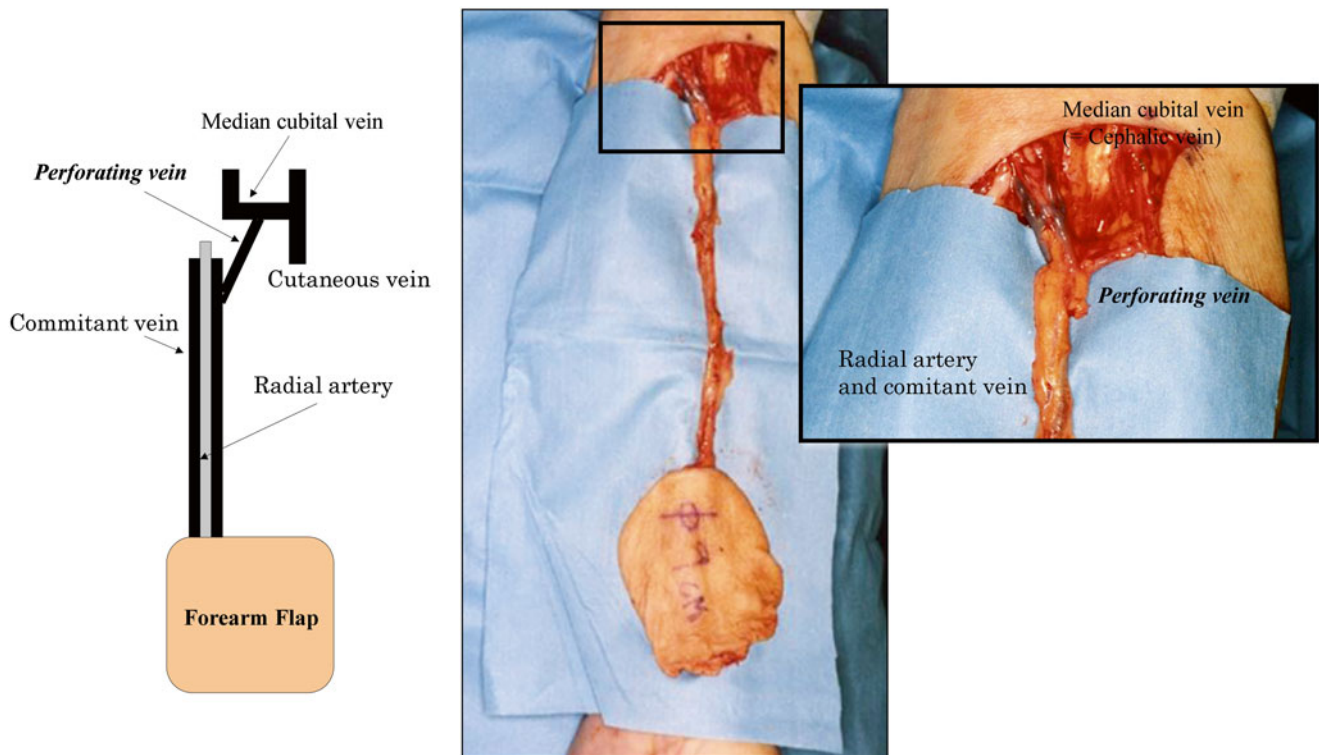 Median cubital vein
Perforating vein
Cutaneous vein
Commitant vein
Radial artery
Forearm Flap
Median cubital vein
(= Cephalic vein)
Perforating vein
Radial artery
and comitant vein